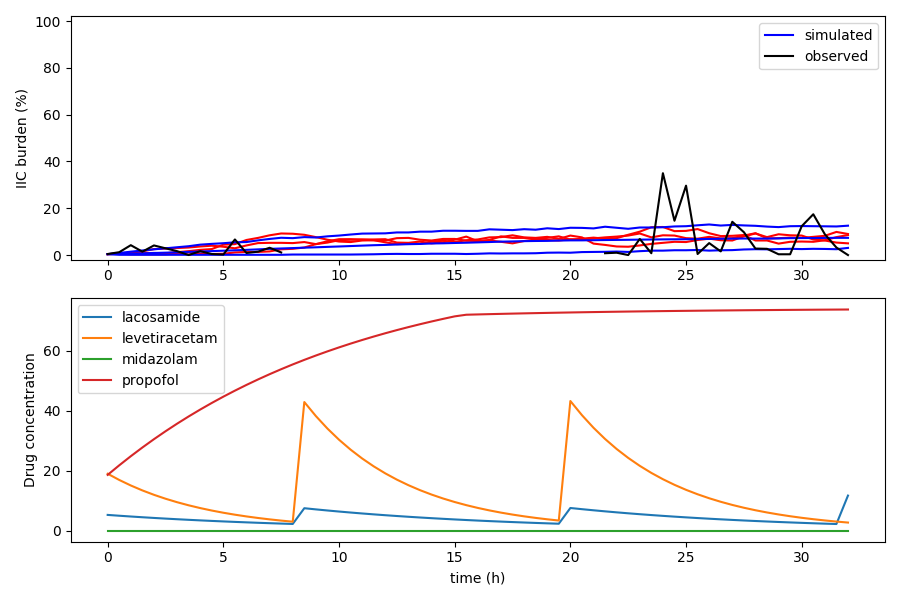 100
80
60
40
20
0
IIC burden (%)
simulated
observed
0 5 10 15 20 25 30
60
40
20
0
Drug concentration
lacosamide
levetiracetam
midazolam
propofol
0 5 10 15 20 25 30
time (h)